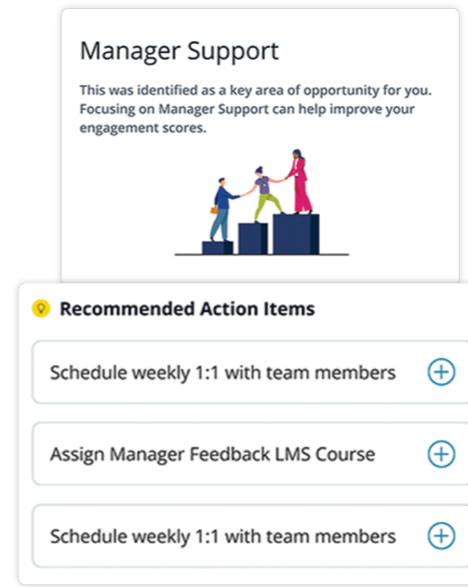 Manager Support
This was identified as a key area of opportunity for you.
Focusing on Manager Support can help improve your
engagement scores.
Recommended Action Items
Schedule weekly 1:1 with team members
Assign Manager Feedback LMS Course
Schedule weekly 1:1 with team members